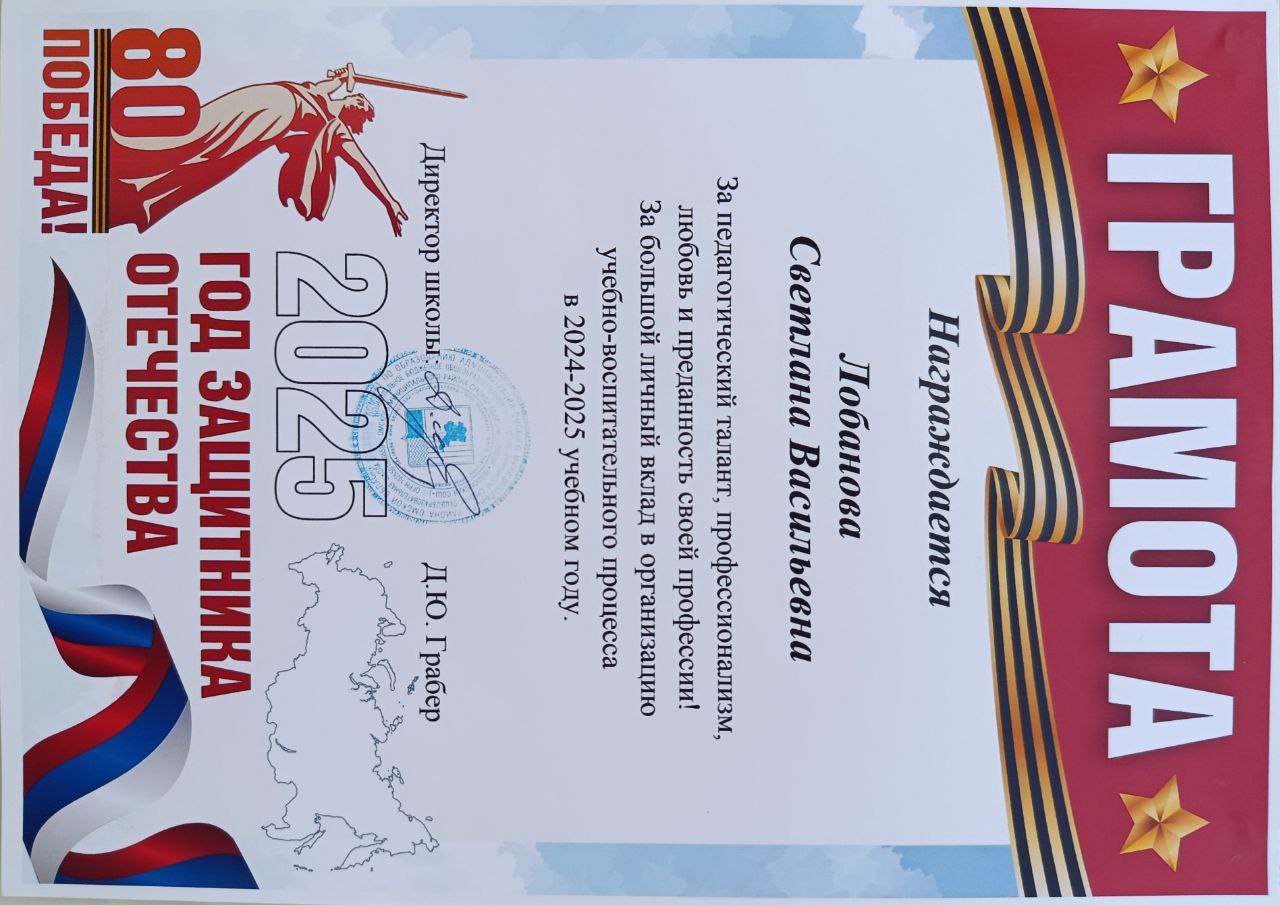 ГРАМОТА
Награждается
Лобанова
Светлана Васильевна
За педагогический талант, профессионализм,
любовь и преданность своей профессии!
За большой личный вклад в организацию
учебно-воспитательного процесса
в 2024-2025 учебном году.
Директор школы:
Д.Ю. Грабер
2025
ГОД ЗАЩИТНИКА
ОТЕЧЕСТВА
80
ПОБЕДА!